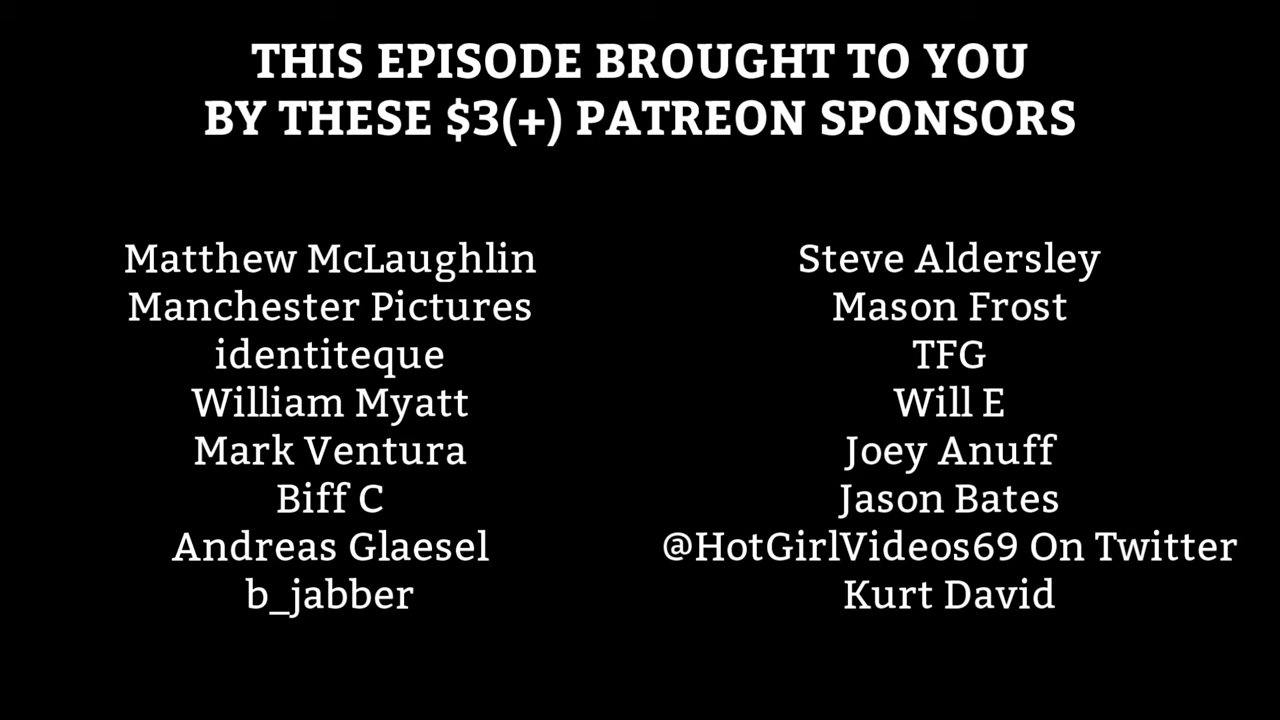 THIS EPISODE BROUGHT TO YOU
BY THESE $3(+) PATREON SPONSORS
Matthew McLaughlin
Manchester Pictures
identiteque
William Myatt
Mark Ventura
Biff C
Andreas Glaesel
b_jabber
Steve Aldersley
Mason Frost
TFG
Will E
Joey Anuff
Jason Bates
@HotGirlVideos69 On Twitter
Kurt David